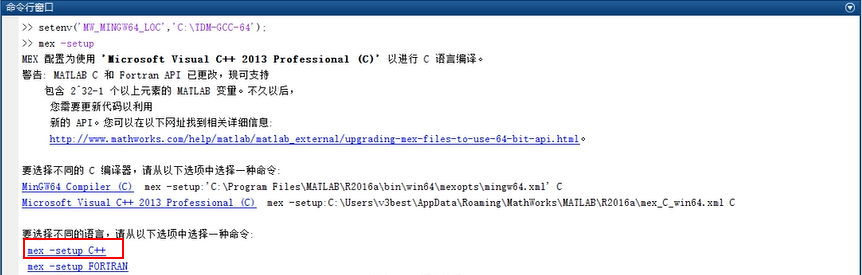 命令行窗口
>> setenv('MW_MINGW64_LOC','C:\TDM-GCC-64');
>> mex -setup
MEX 配置为使用 'Microsoft Visual C++ 2013 Professional (C)' 以进行 C 语言编译。
警告: MATLAB C 和 Fortran API 已更改，现可支持
包含 2^32-1 个以上元素的 MATLAB 变量。不久以后，
您需要更新代码以利用
新的 API。您可以在以下网址找到相关详细信息:
http://www.mathworks.com/help/matlab/matlab_external/upgrading-mex-files-to-use-64-bit-api.html。
要选择不同的 C 编译器，请从以下选项中选择一种命令:
MinGW64 Compiler (C) mex -setup:'C:\Program Files\MATLAB\R2016a\bin\win64\mexopts\mingw64.xml' C
Microsoft Visual C++ 2013 Professional (C) mex -setup:C:\Users\v3best\AppData\Roaming\MathWorks\MATLAB\R2016a\mex_C_win64.xml C
要选择不同的语言，请从以下选项中选择一种命令:
mex -setup C++
mex -setup FORTRAN